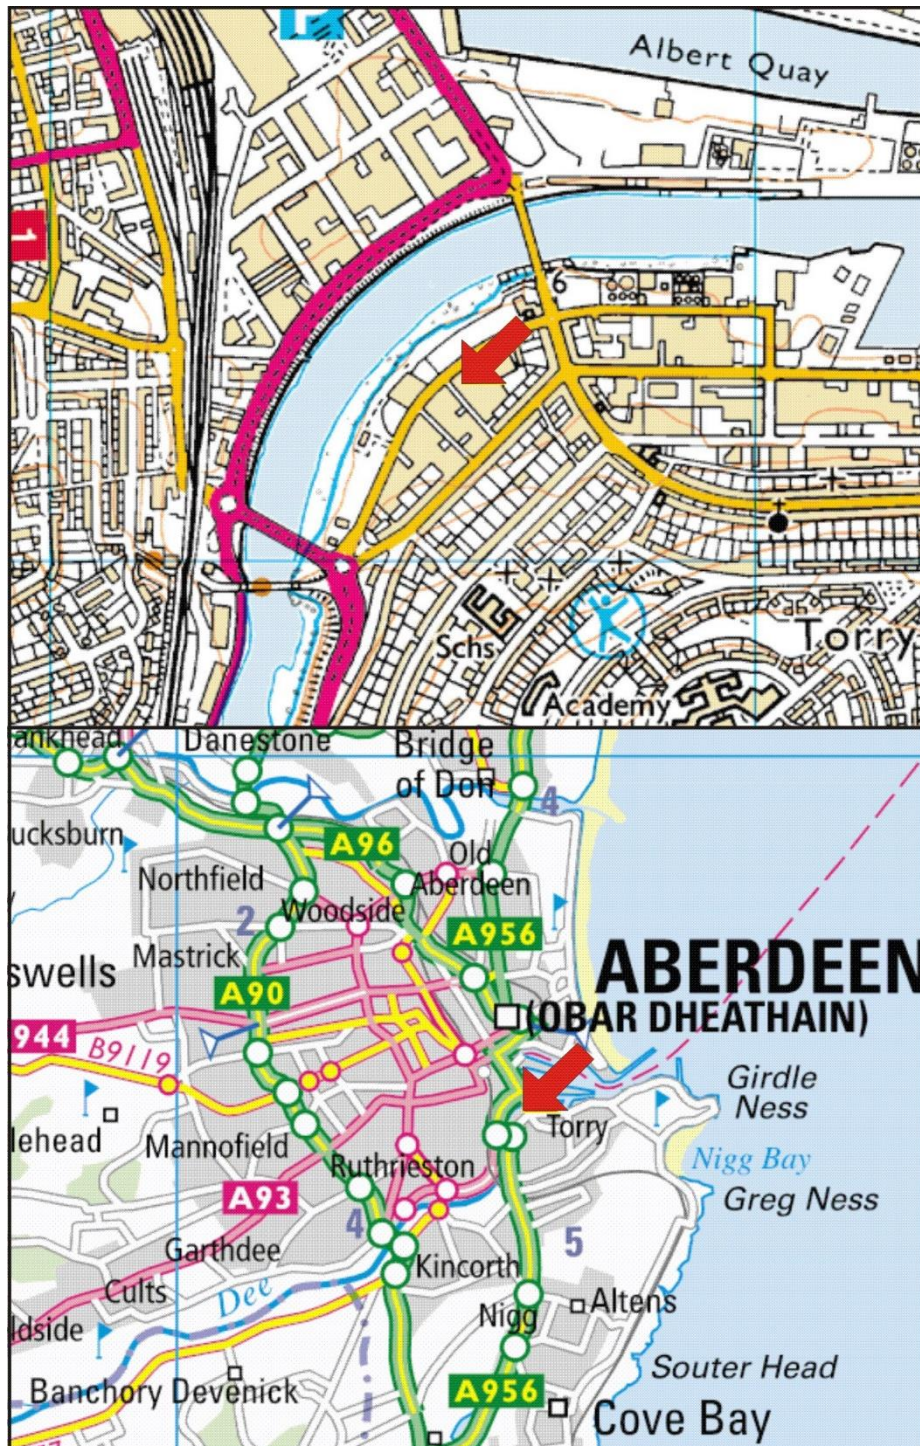 Albert Quay
1
6
Schs
Torry
Academy
ankhead
Danestone
Bridge
of Don
4
ucksburn
A96
Old
Aberdeen
Northfield
Woodside
2
A956
Mastrick
swells
ABERDEEN
A90
(OBAR DHEATHAIN)
944
B9119
Girdle
Ness
lehead
Torry
Mannofield
Nigg Bay
Ruthrieston
A93
Greg Ness
4
5
Garthdee
Kincorth
Cults
Dee
Nigg
Altens
ldside
Souter Head
Banchory Devenick
A956
Cove Bay